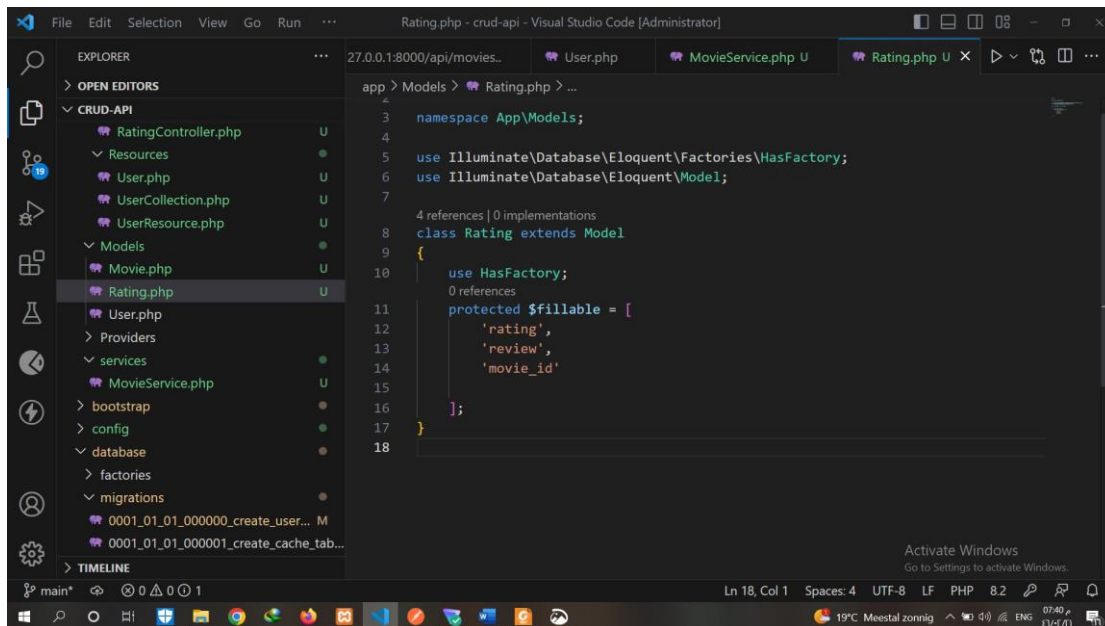 File Edit Selection View Go Run ... Rating.php - crud-api - Visual Studio Code [Administrator]
EXPLORER ...
27.0.0.1:8000/api/movies.. User.php MovieService.php U Rating.php U
OPEN EDITORS
app > Models > Rating.php > ...
CRUD-API
RatingController.php U
Resources
User.php U
UserCollection.php U
UserResource.php U
Models
Movie.php U
Rating.php U
User.php
Providers
services
MovieService.php U
bootstrap
config
database
factories
migrations
0001_01_01_000000_create_user... M
0001_01_01_000001_create_cache_tab...
TIMELINE
19
3 namespace App\Models;
4
5 use Illuminate\Database\Eloquent\Factories\HasFactory;
6 use Illuminate\Database\Eloquent\Model;
7
4 references | 0 implementations
8 class Rating extends Model
9 {
10 use HasFactory;
0 references
11 protected $fillable = [
12 'rating',
13 'review',
14 'movie_id'
15
16 ];
17 }
18
Activate Windows
Go to Settings to activate Windows.
main* 0 0 1 Ln 18, Col 1 Spaces: 4 UTF-8 LF PHP 8.2
19°C Meestal zonnig ENG 07:40 م